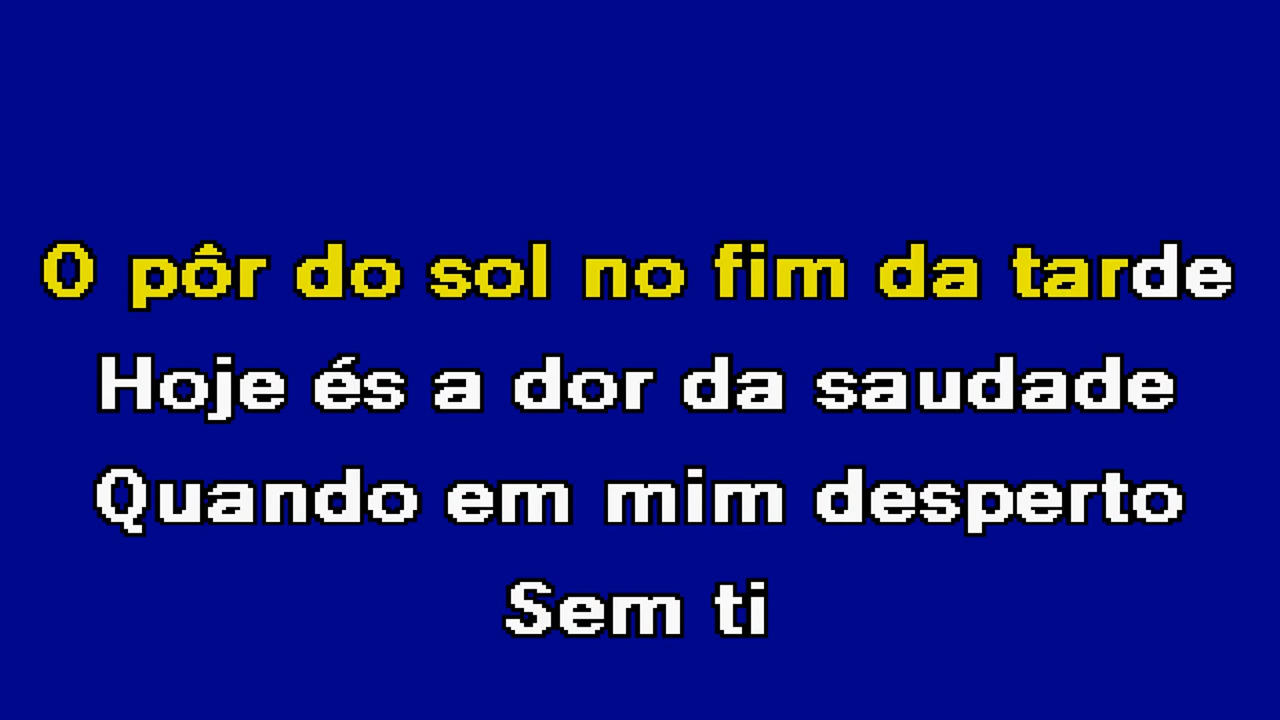 O pôr do sol no fim da tarde
Hoje és a dor da saudade
Quando em mim desperto
Sem ti